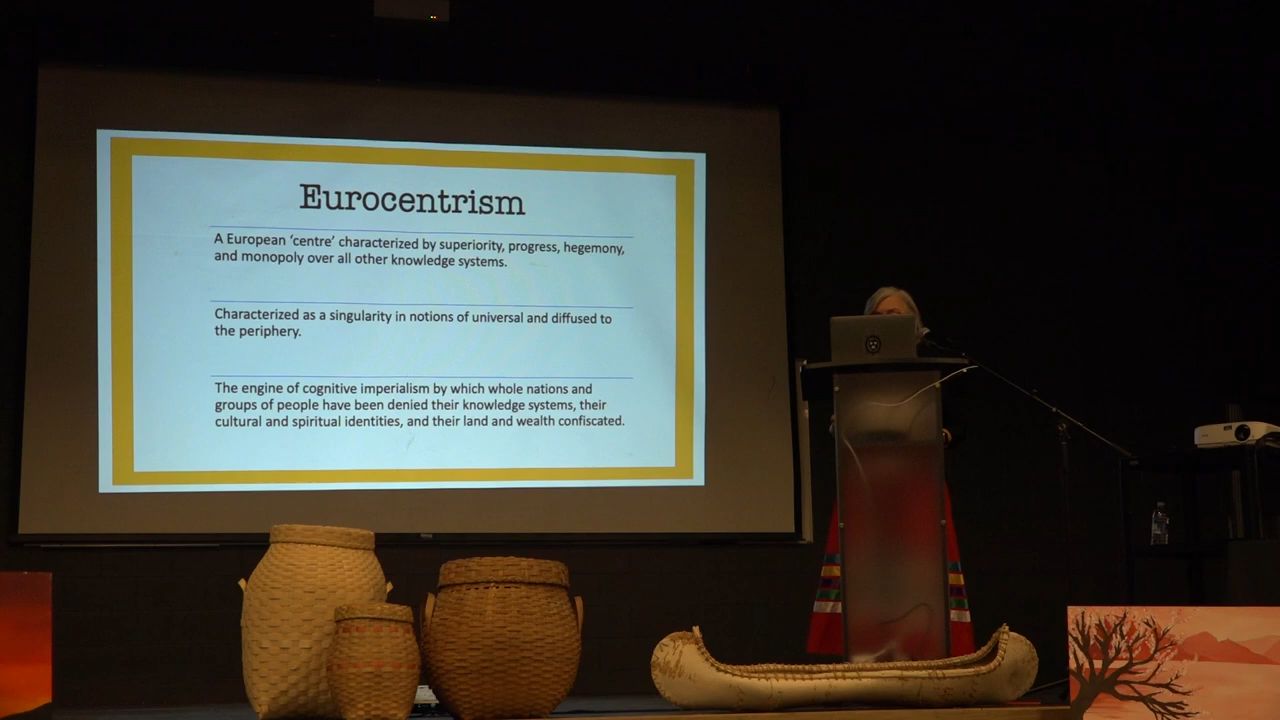 Eurocentrism
A European ‘centre’ characterized by superiority, progress, hegemony,
and monopoly over all other knowledge systems.
Characterized as a singularity in notions of universal and diffused to
the periphery.
The engine of cognitive imperialism by which whole nations and
groups of people have been denied their knowledge systems, their
cultural and spiritual identities, and their land and wealth confiscated.